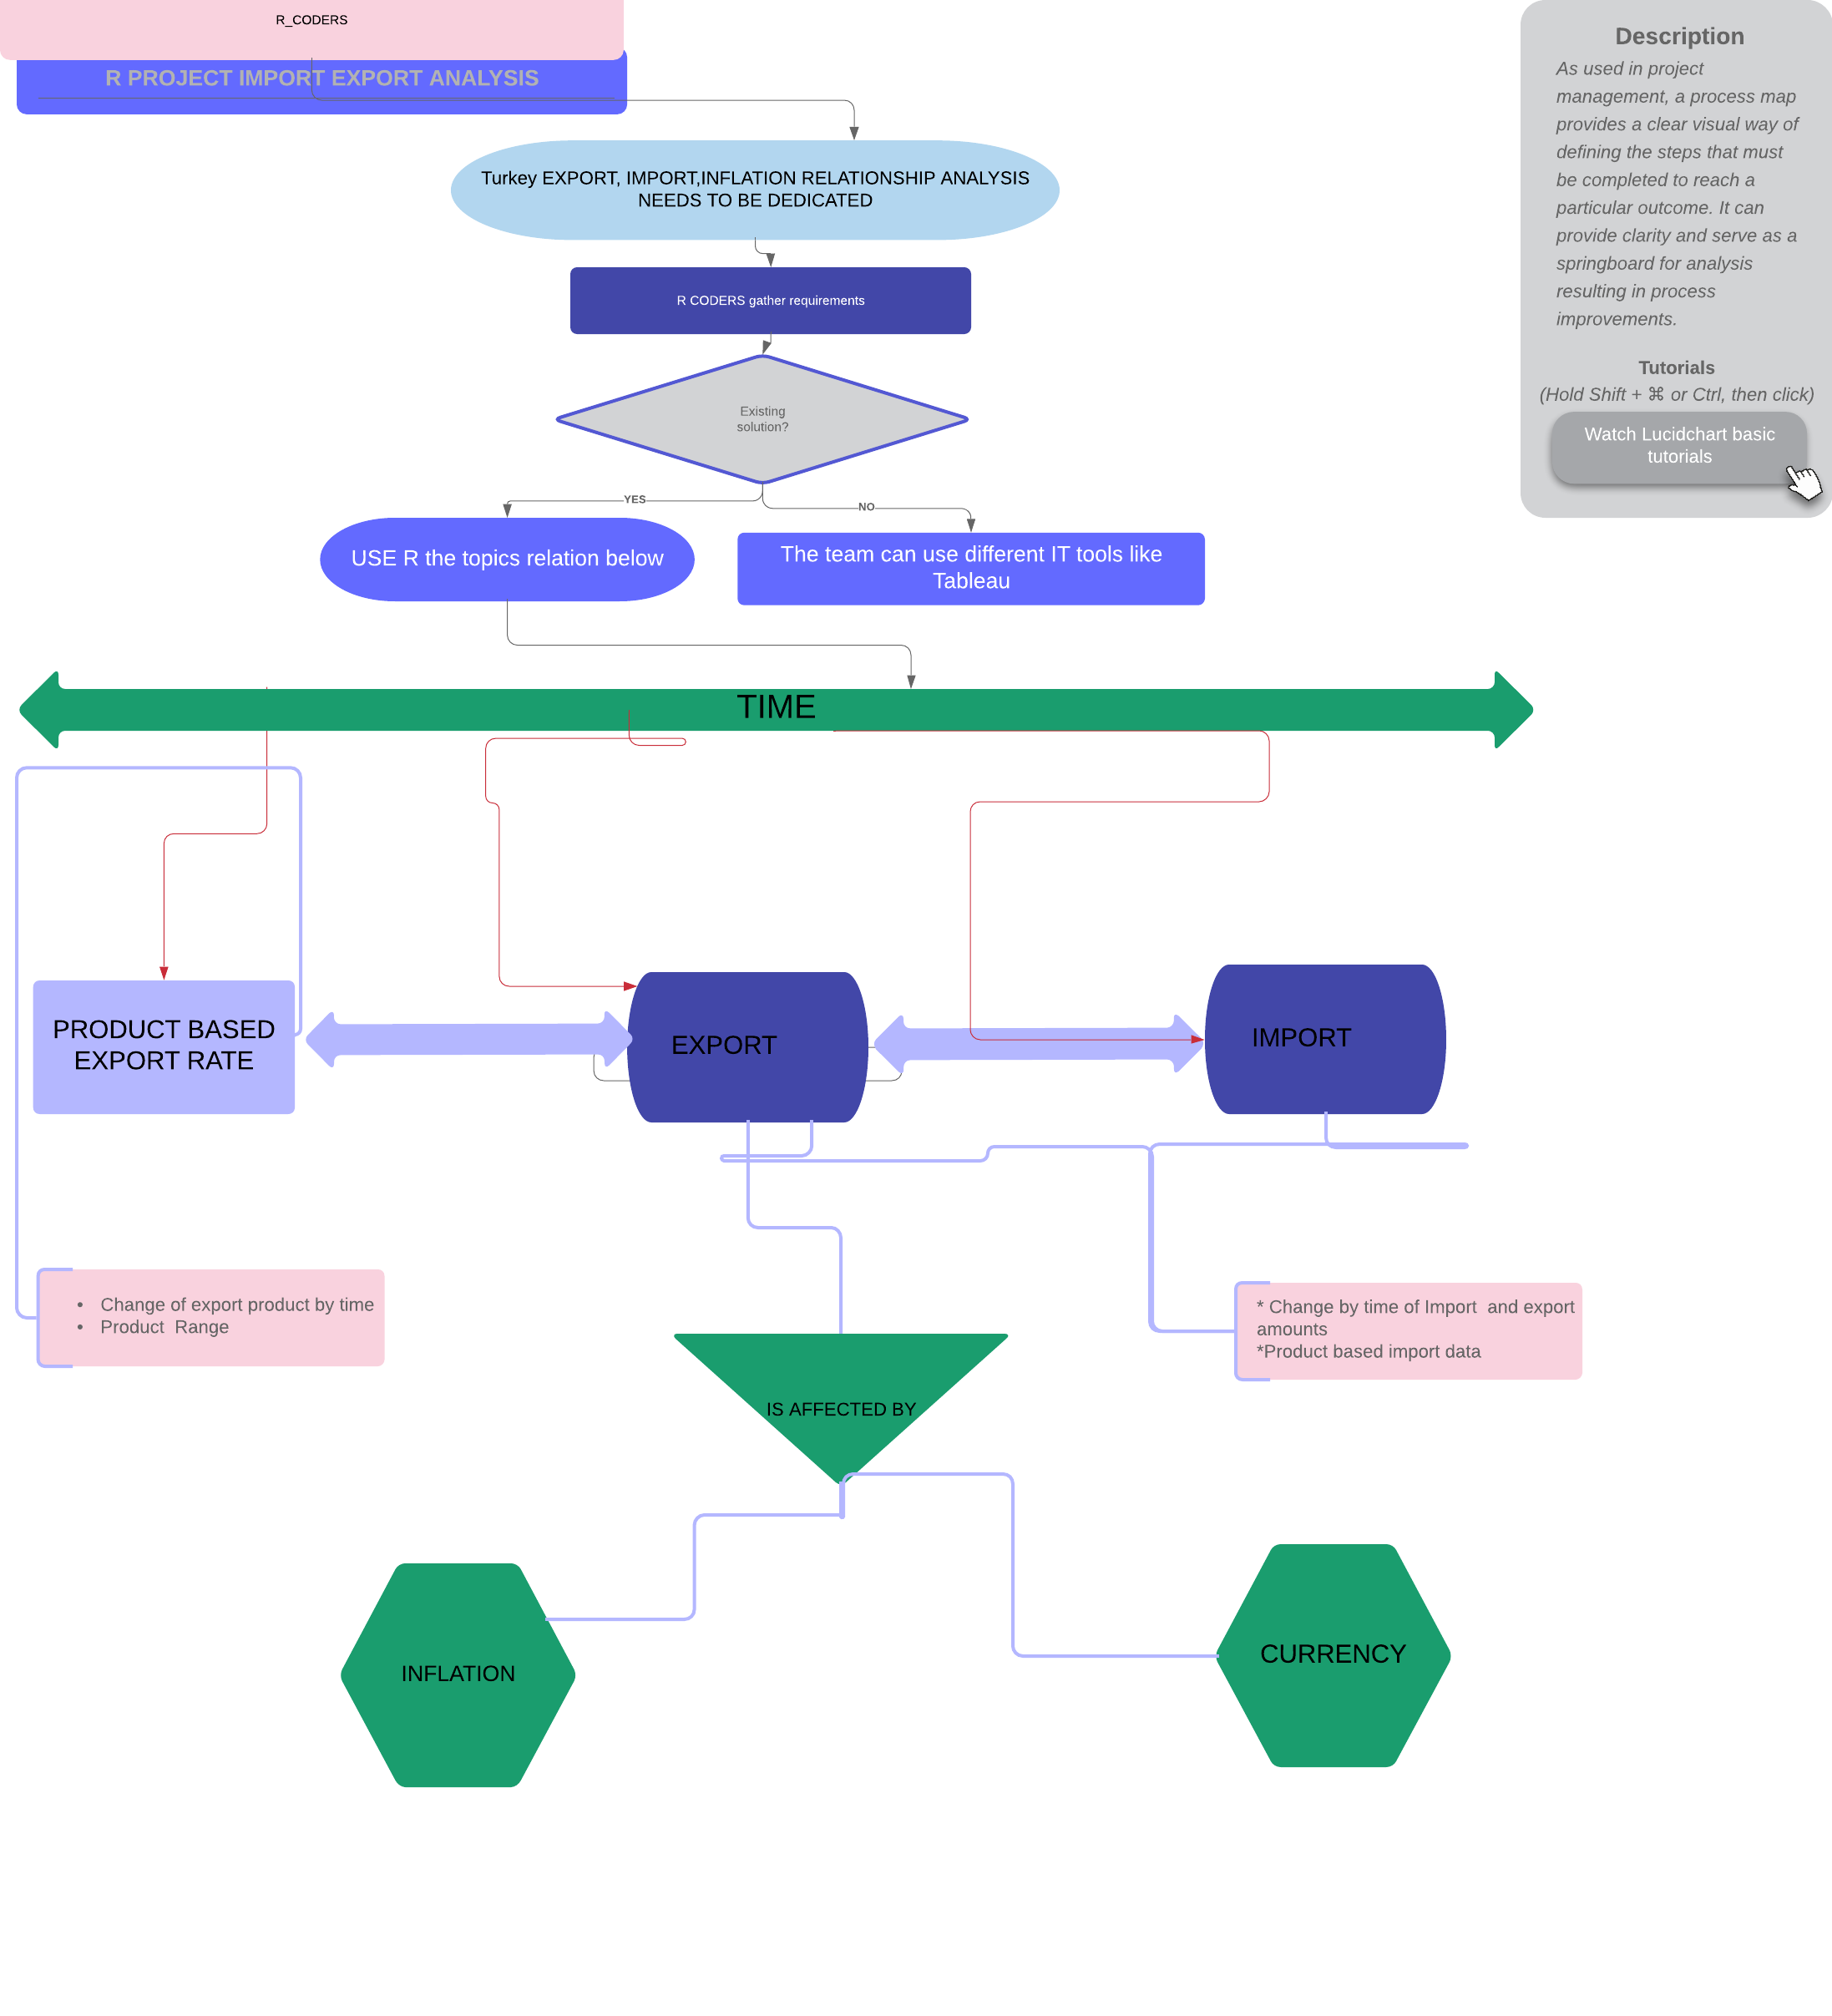 R_CODERS
R PROJECT IMPORT EXPORT ANALYSIS
Description
As used in project
management, a process map
provides a clear visual way of
defining the steps that must
be completed to reach a
particular outcome. It can
provide clarity and serve as a
springboard for analysis
resulting in process
improvements.
Tutorials
(Hold Shift + ⌘ or Ctrl, then click)
Watch Lucidchart basic
tutorials
Turkey EXPORT, IMPORT,INFLATION RELATIONSHIP ANALYSIS
NEEDS TO BE DEDICATED
R CODERS gather requirements
Existing
solution?
YES
NO
USE R the topics relation below
The team can use different IT tools like
Tableau
TIME
PRODUCT BASED
EXPORT RATE
EXPORT
IMPORT
• Change of export product by time
• Product  Range
* Change by time of Import  and export
amounts
*Product based import data
IS AFFECTED BY
INFLATION
CURRENCY